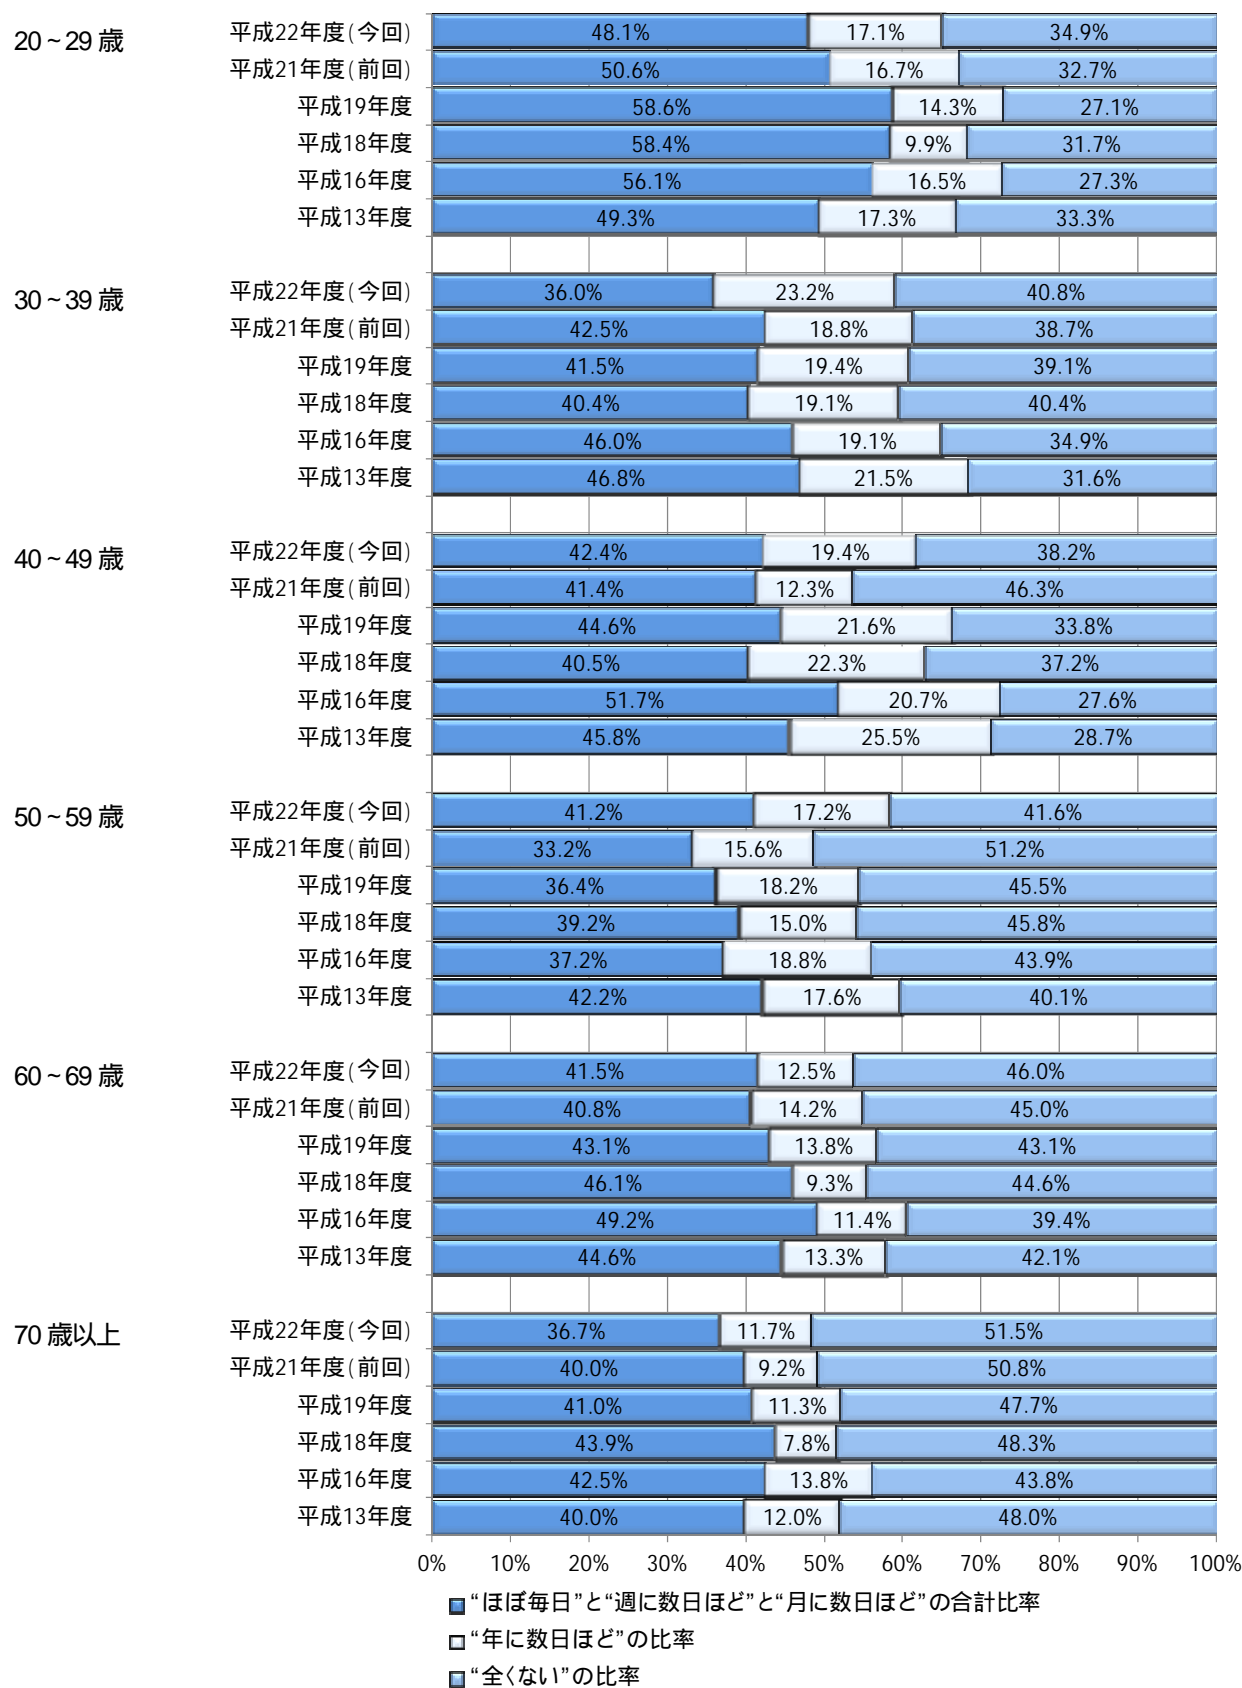 20~29歳
平成22年度(今回) 48.1% 17.1% 34.9%
平成21年度(前回) 50.6% 16.7% 32.7%
平成19年度 58.6% 14.3% 27.1%
平成18年度 58.4% 9.9% 31.7%
平成16年度 56.1% 16.5% 27.3%
平成13年度 49.3% 17.3% 33.3%
30~39歳
平成22年度(今回) 36.0% 23.2% 40.8%
平成21年度(前回) 42.5% 18.8% 38.7%
平成19年度 41.5% 19.4% 39.1%
平成18年度 40.4% 19.1% 40.4%
平成16年度 46.0% 19.1% 34.9%
平成13年度 46.8% 21.5% 31.6%
40~49歳
平成22年度(今回) 42.4% 19.4% 38.2%
平成21年度(前回) 41.4% 12.3% 46.3%
平成19年度 44.6% 21.6% 33.8%
平成18年度 40.5% 22.3% 37.2%
平成16年度 51.7% 20.7% 27.6%
平成13年度 45.8% 25.5% 28.7%
50~59歳
平成22年度(今回) 41.2% 17.2% 41.6%
平成21年度(前回) 33.2% 15.6% 51.2%
平成19年度 36.4% 18.2% 45.5%
平成18年度 39.2% 15.0% 45.8%
平成16年度 37.2% 18.8% 43.9%
平成13年度 42.2% 17.6% 40.1%
60~69歳
平成22年度(今回) 41.5% 12.5% 46.0%
平成21年度(前回) 40.8% 14.2% 45.0%
平成19年度 43.1% 13.8% 43.1%
平成18年度 46.1% 9.3% 44.6%
平成16年度 49.2% 11.4% 39.4%
平成13年度 44.6% 13.3% 42.1%
70歳以上
平成22年度(今回) 36.7% 11.7% 51.5%
平成21年度(前回) 40.0% 9.2% 50.8%
平成19年度 41.0% 11.3% 47.7%
平成18年度 43.9% 7.8% 48.3%
平成16年度 42.5% 13.8% 43.8%
平成13年度 40.0% 12.0% 48.0%
0% 10% 20% 30% 40% 50% 60% 70% 80% 90% 100%
“ほぼ毎日”と“週に数日ほど”と“月に数日ほど”の合計比率
“年に数日ほど”の比率
“全くない”の比率